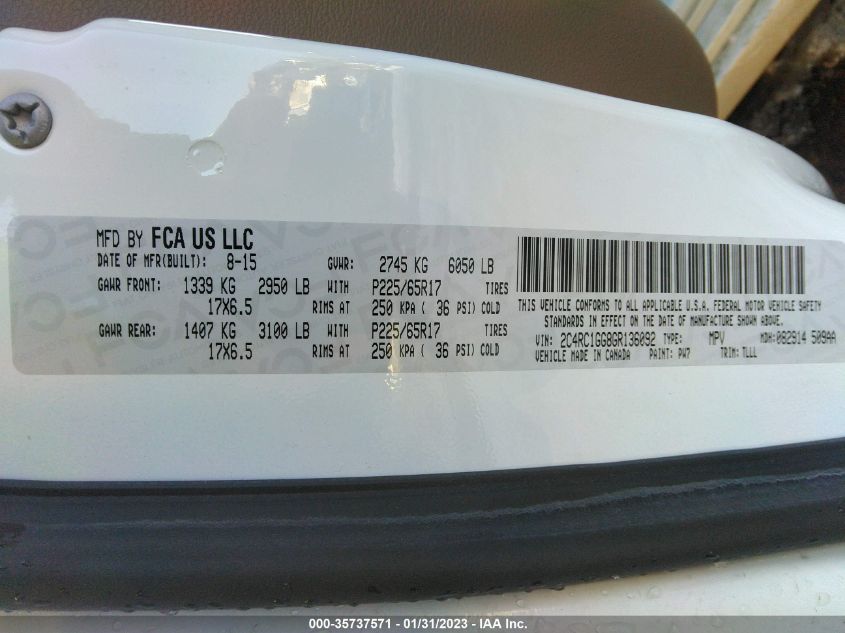 MFD BY FCA US LLC
DATE OF MFR(BUILT): 8-15 GVWR: 2745 KG 6050 LB
GAWR FRONT: 1339 KG 2950 LB WITH P225/65R17 TIRES
17X6.5 RIMS AT 250 KPA ( 36 PSI) COLD
GAWR REAR: 1407 KG 3100 LB WITH P225/65R17 TIRES
17X6.5 RIMS AT 250 KPA ( 36 PSI) COLD
THIS VEHICLE CONFORMS TO ALL APPLICABLE U.S.A. FEDERAL MOTOR VEHICLE SAFETY
STANDARDS IN EFFECT ON THE DATE OF MANUFACTURE SHOWN ABOVE.
VIN: 2C4RC1GG8GR136092 TYPE: MPV MDH: 082914 509AA
VEHICLE MADE IN CANADA PAINT: PW7 TRIM: TLLL
000-35737571 - 01/31/2023 - IAA Inc.